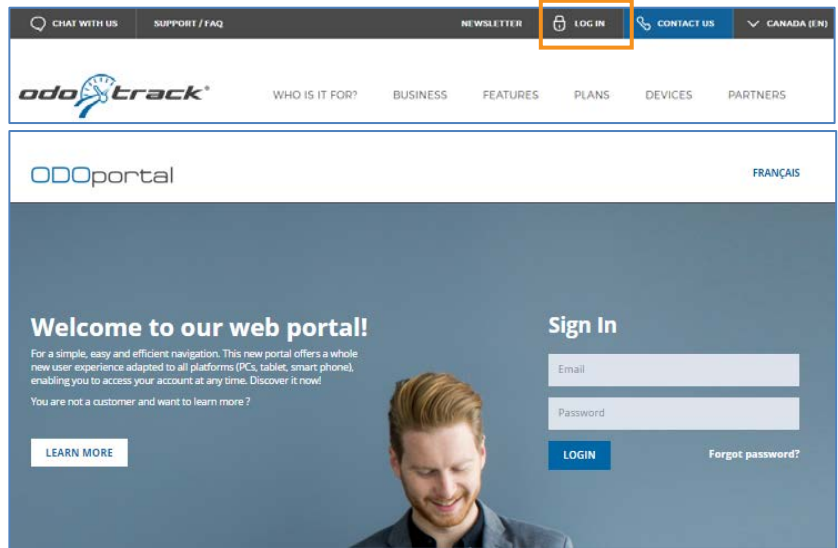 CHAT WITH US SUPPORT / FAQ NEWSLETTER LOG IN CONTACT US CANADA (EN)
odotrack WHO IS IT FOR? BUSINESS FEATURES PLANS DEVICES PARTNERS
ODOportal FRANÇAIS
Welcome to our web portal!
For a simple, easy and efficient navigation. This new portal offers a whole
new user experience adapted to all platforms (PCs, tablet, smart phone),
enabling you to access your account at any time. Discover it now!
You are not a customer and want to learn more ?
LEARN MORE
Sign In
Email
Password
LOGIN Forgot password?